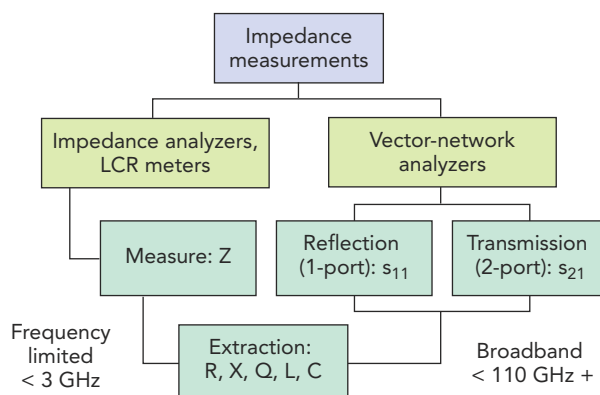 Impedance
measurements
Impedance analyzers,
LCR meters
Vector-network
analyzers
Measure: Z
Reflection
(1-port): s₁₁
Transmission
(2-port): s₂₁
Frequency
limited
< 3 GHz
Extraction:
R, X, Q, L, C
Broadband
< 110 GHz +